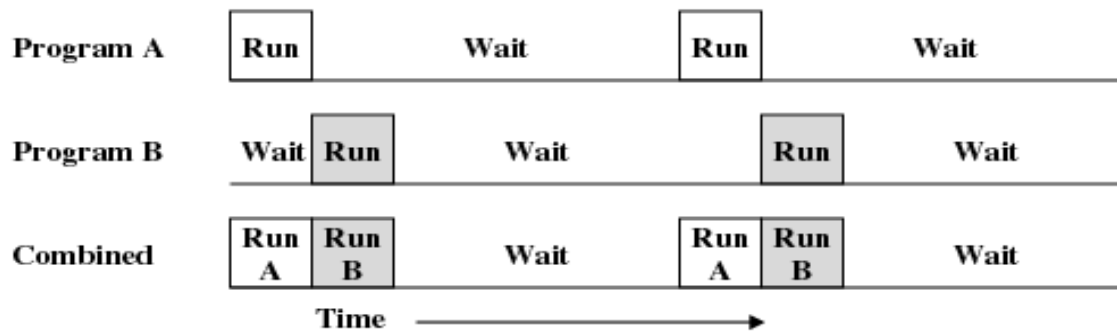 Program A Run Wait Run Wait
Program B Wait Run Wait Run Wait
Combined Run A Run B Wait Run A Run B Wait
Time